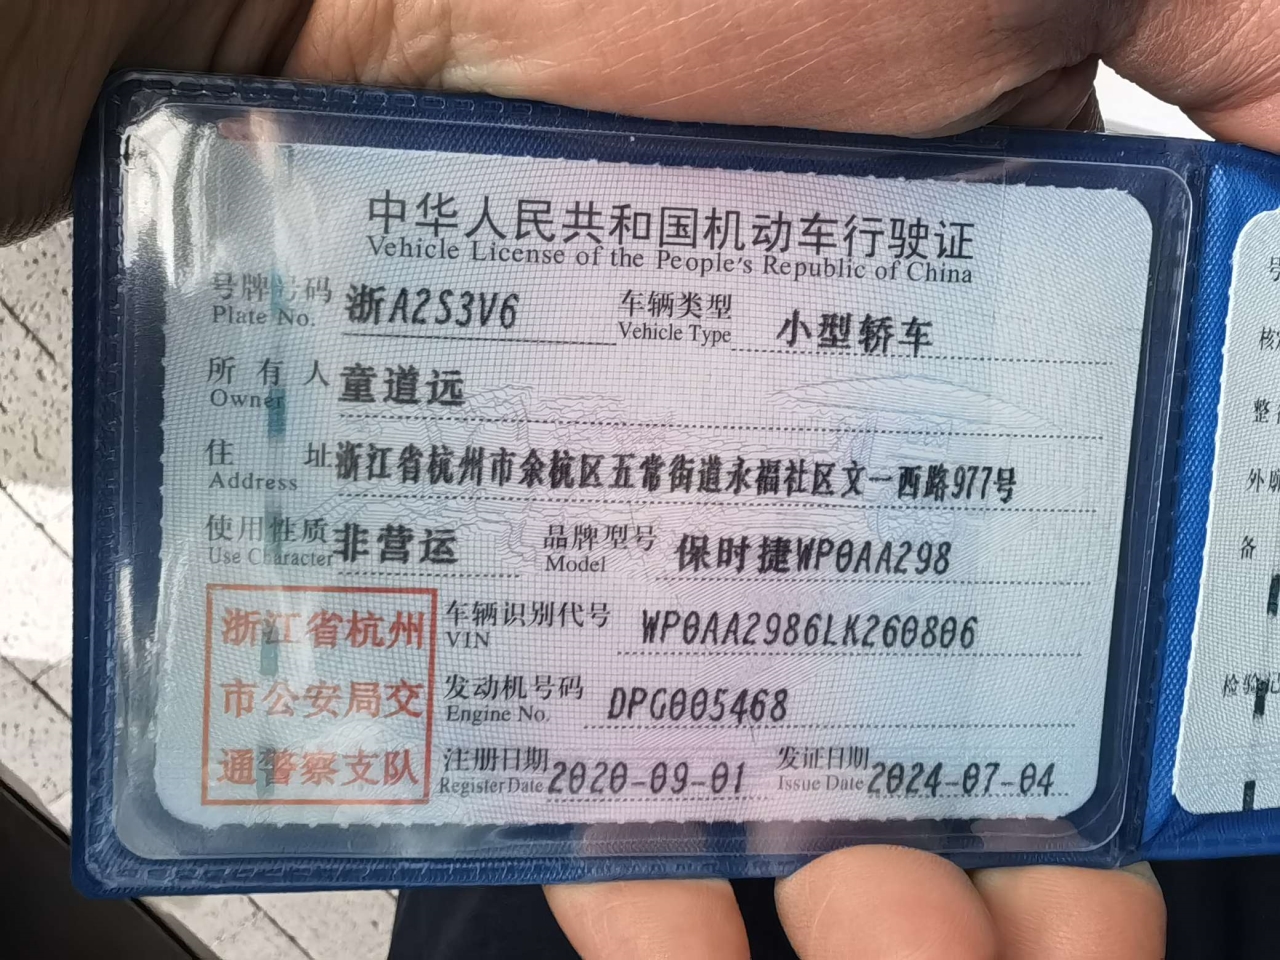 中华人民共和国机动车行驶证
Vehicle License of the People's Republic of China
号牌号码 浙A2S3V6 车辆类型 小型轿车
Plate No. Vehicle Type
所有人 童道远
Owner
住址 浙江省杭州市余杭区五常街道永福社区文一西路977号
Address
使用性质 非营运 品牌型号 保时捷WP0AA298
Use Character Model
浙江省杭州 车辆识别代号 WP0AA2986LK260806
VIN
市公安局交 发动机号码 DPG005468
Engine No.
通警察支队 注册日期 2020-09-01 发证日期 2024-07-04
Register Date Issue Date
号
核
整
外
备
检验记